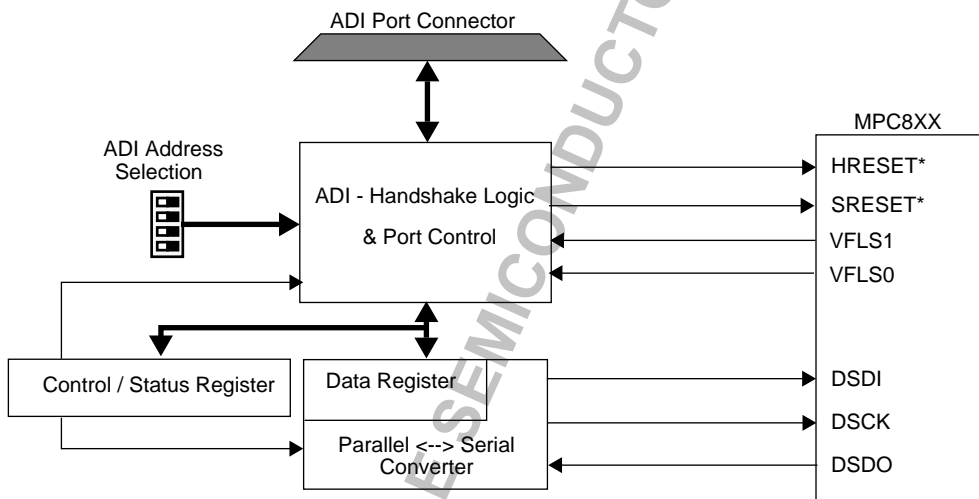 ADI Port Connector
MPC8XX
ADI Address
Selection
ADI - Handshake Logic
& Port Control
HRESET*
SRESET*
VFLS1
VFLS0
Control / Status Register
Data Register
Parallel <--> Serial
Converter
DSDI
DSCK
DSDO
E SEMICONDUCTO